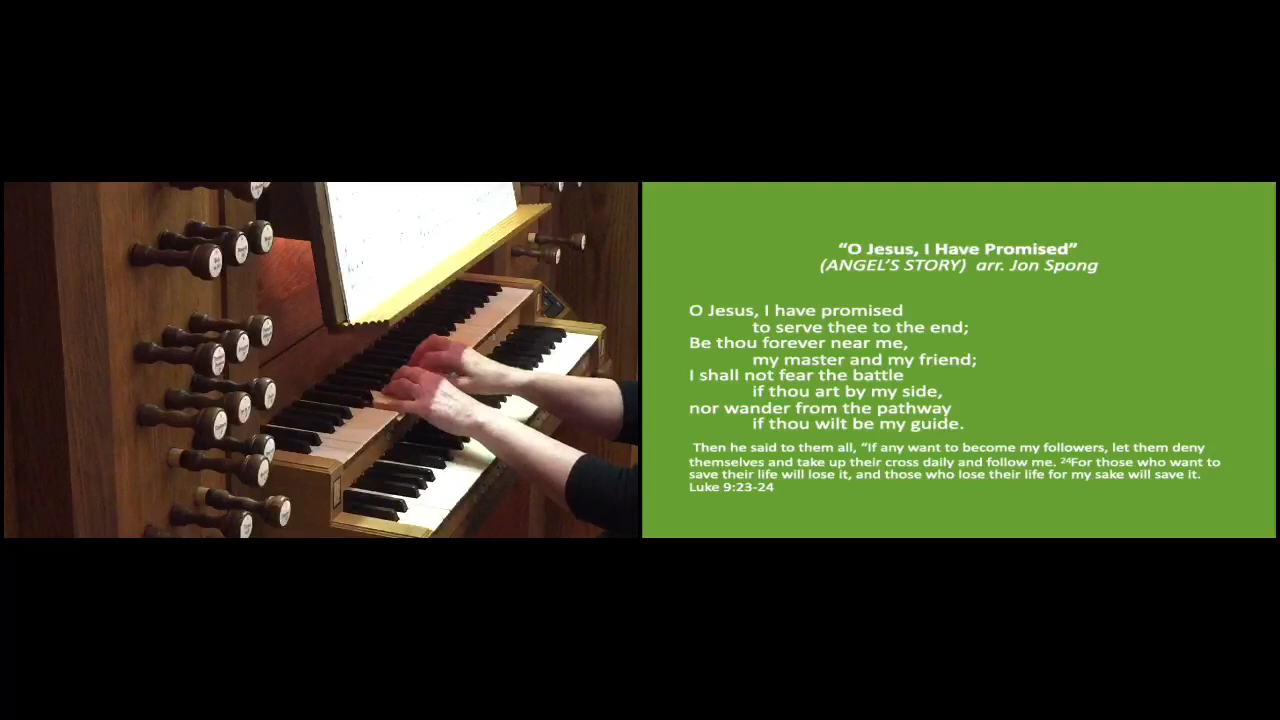 “O Jesus, I Have Promised”
(ANGEL’S STORY) arr. Jon Spong
O Jesus, I have promised
to serve thee to the end;
Be thou forever near me,
my master and my friend;
I shall not fear the battle
if thou art by my side,
nor wander from the pathway
if thou wilt be my guide.
Then he said to them all, “If any want to become my followers, let them deny
themselves and take up their cross daily and follow me. ²⁴For those who want to
save their life will lose it, and those who lose their life for my sake will save it.
Luke 9:23-24